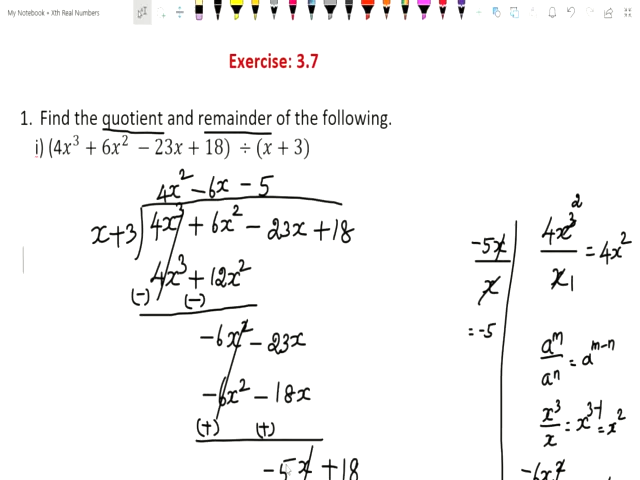 My Notebook » Xth Real Numbers
Exercise: 3.7
1. Find the quotient and remainder of the following.
i) (4x³ + 6x² − 23x + 18) ÷ (x + 3)
4x² − 6x − 5
x+3 4x³ + 6x² − 23x + 18
4x³ + 12x²
(−) (−)
−6x² − 23x
−6x² − 18x
(+) (+)
−5x + 18
−5x/x
= −5
4x³/x = 4x²
2
1
aᵐ/aⁿ = aᵐ⁻ⁿ
x³/x = x³⁻¹ = x²
−6x²